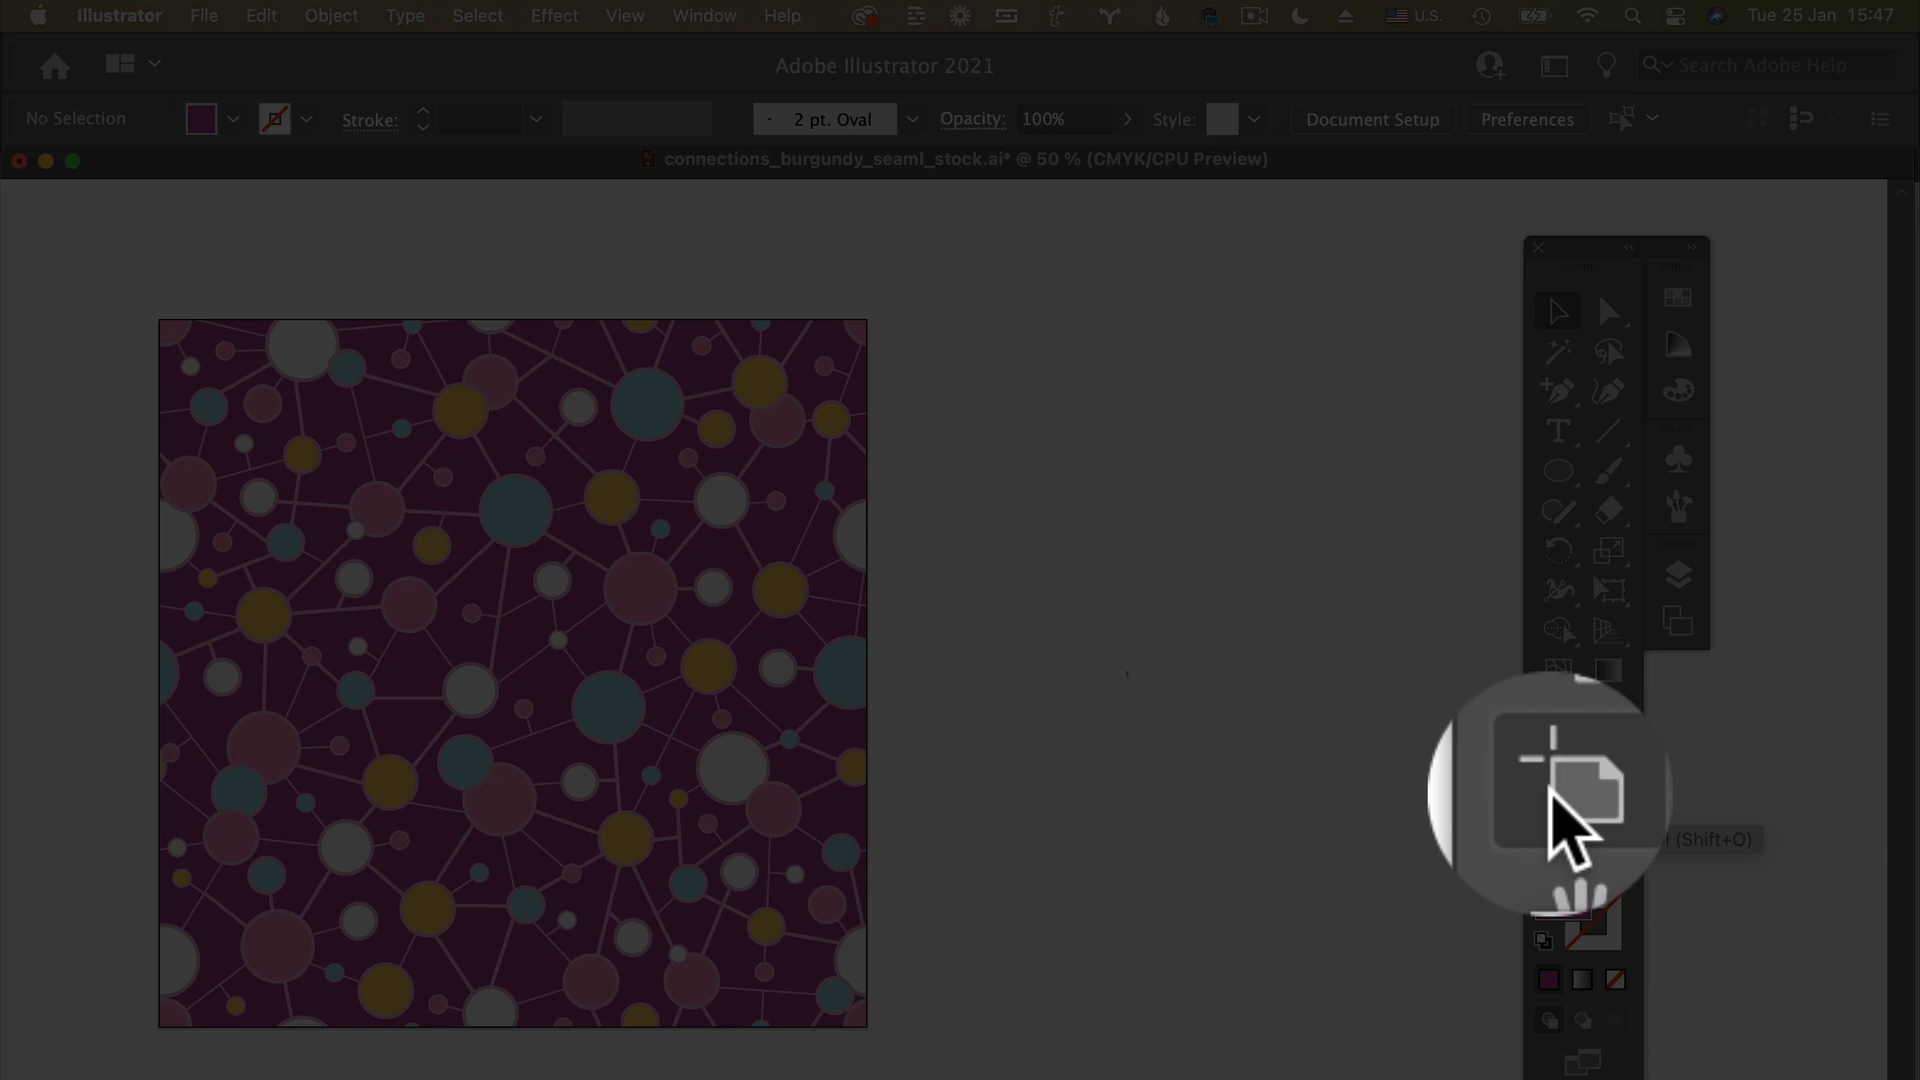 Illustrator File Edit Object Type Select Effect View Window Help U.S. Tue 25 Jan 15:47
Adobe Illustrator 2021 Search Adobe Help
No Selection Stroke: 2 pt. Oval Opacity: 100% Style: Document Setup Preferences
connections_burgundy_seaml_stock.ai* @ 50 % (CMYK/CPU Preview)
(Shift+O)